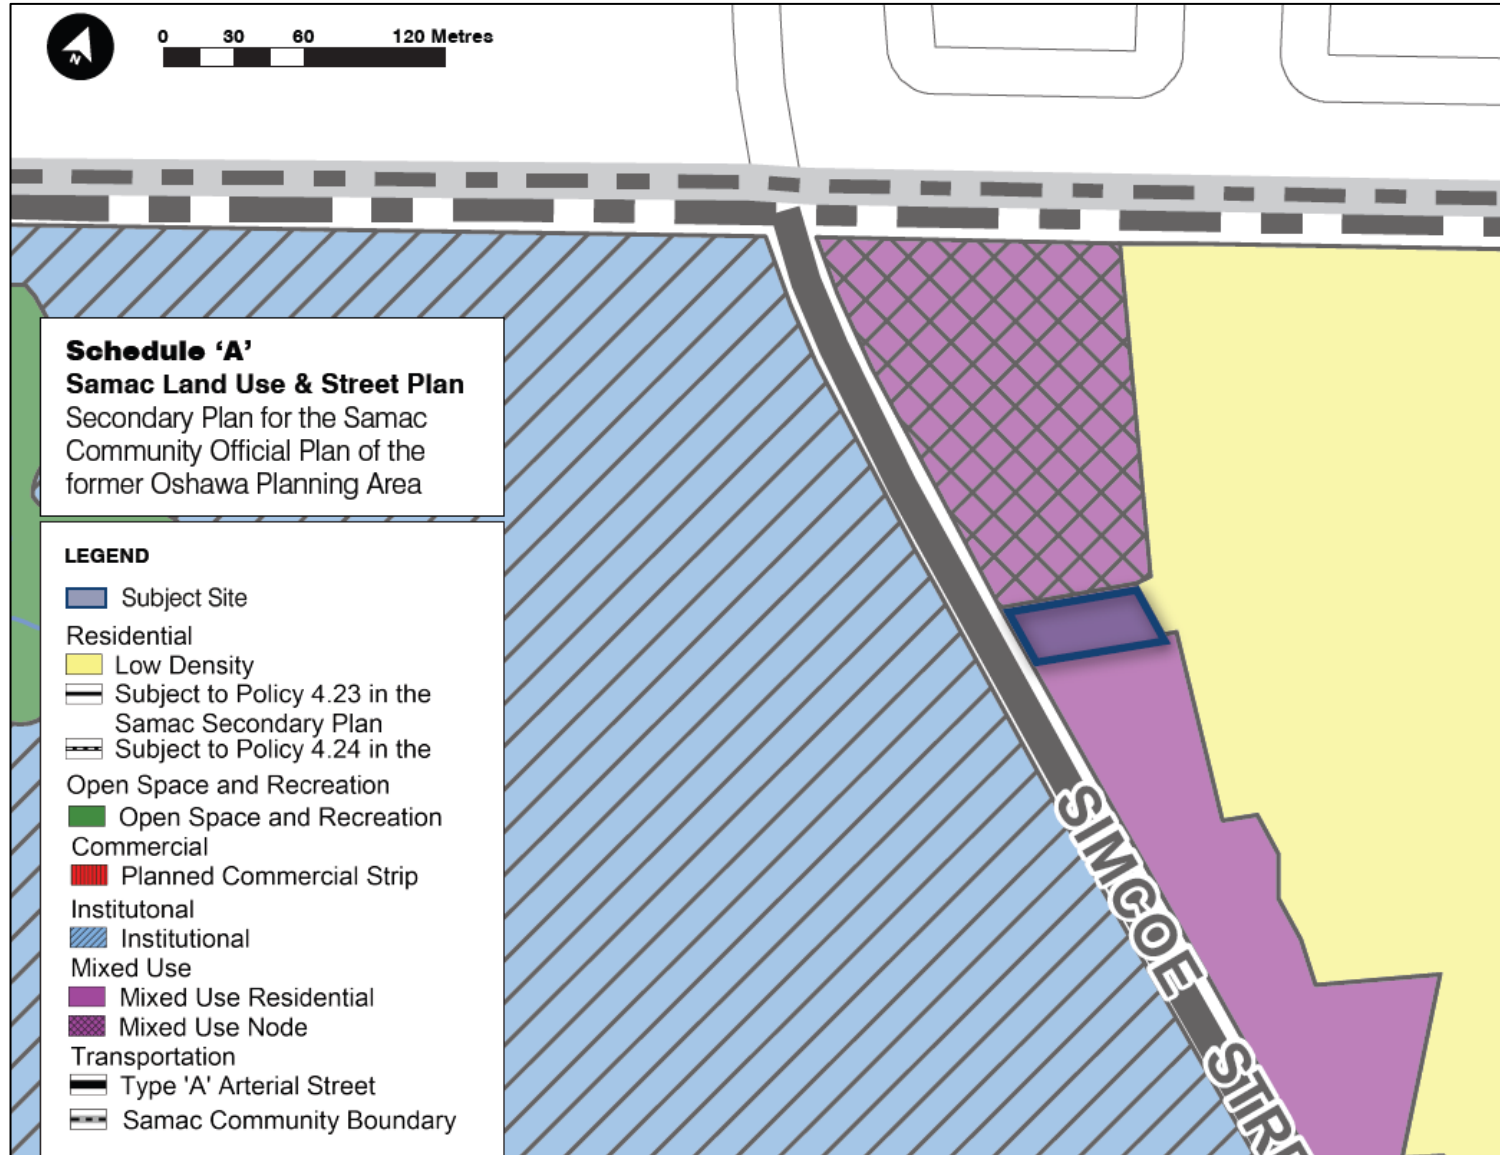 N
0 30 60 120 Metres
Schedule ‘A’
Samac Land Use & Street Plan
Secondary Plan for the Samac
Community Official Plan of the
former Oshawa Planning Area
LEGEND
Subject Site
Residential
Low Density
Subject to Policy 4.23 in the
Samac Secondary Plan
Subject to Policy 4.24 in the
Open Space and Recreation
Open Space and Recreation
Commercial
Planned Commercial Strip
Institutonal
Institutional
Mixed Use
Mixed Use Residential
Mixed Use Node
Transportation
Type 'A' Arterial Street
Samac Community Boundary
SIMCOE STRE